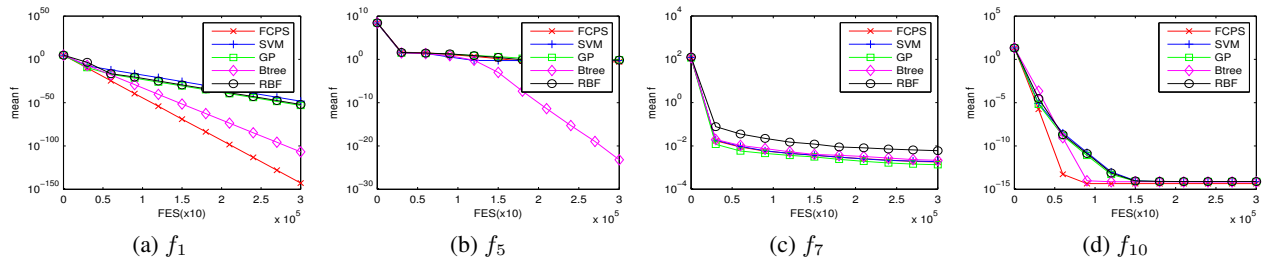 10^50
10^0
10^-50
10^-100
10^-150
mean f
0 0.5 1 1.5 2 2.5 3
FES(x10)
x 10^5
FCPS
SVM
GP
Btree
RBF
(a) f_1
10^10
10^0
10^-10
10^-20
10^-30
mean f
0 0.5 1 1.5 2 2.5 3
FES(x10)
x 10^5
FCPS
SVM
GP
Btree
RBF
(b) f_5
10^4
10^2
10^0
10^-2
10^-4
mean f
0 0.5 1 1.5 2 2.5 3
FES(x10)
x 10^5
FCPS
SVM
GP
Btree
RBF
(c) f_7
10^5
10^0
10^-5
10^-10
10^-15
mean f
0 0.5 1 1.5 2 2.5 3
FES(x10)
x 10^5
FCPS
SVM
GP
Btree
RBF
(d) f_10